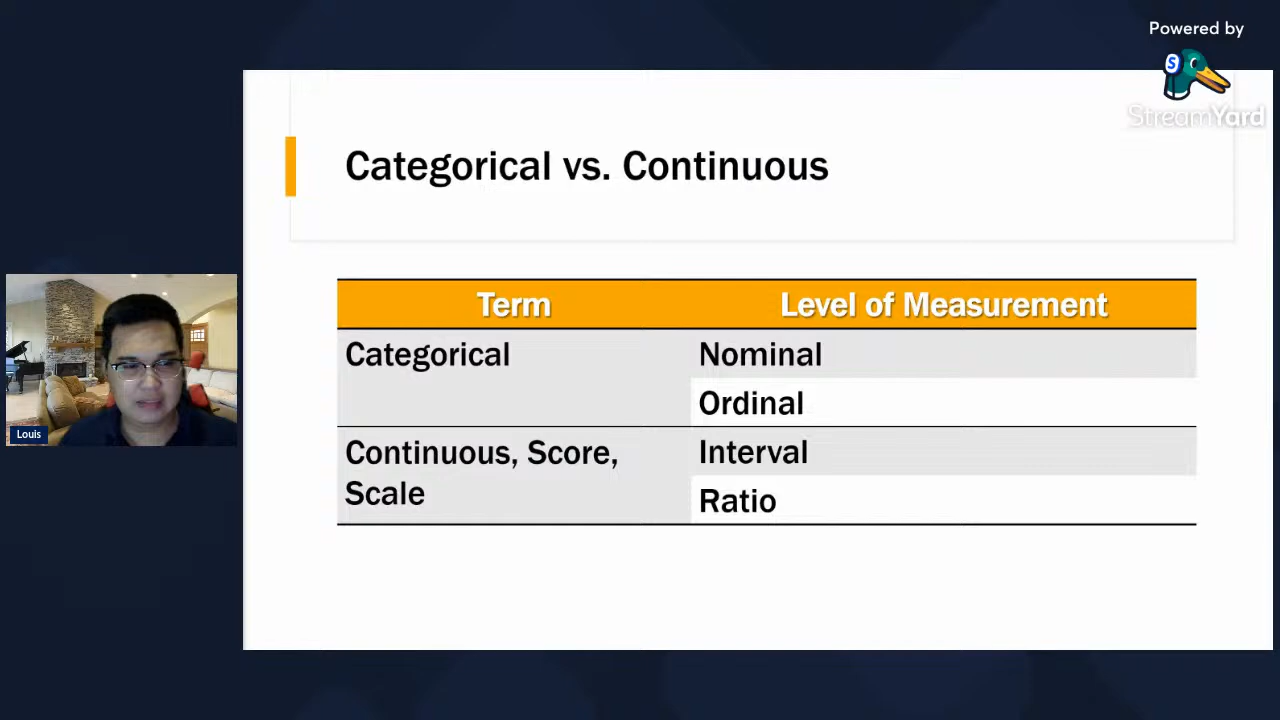 Powered by
StreamYard
Categorical vs. Continuous
Term
Level of Measurement
Categorical
Nominal
Ordinal
Continuous, Score,
Scale
Interval
Ratio
Louis